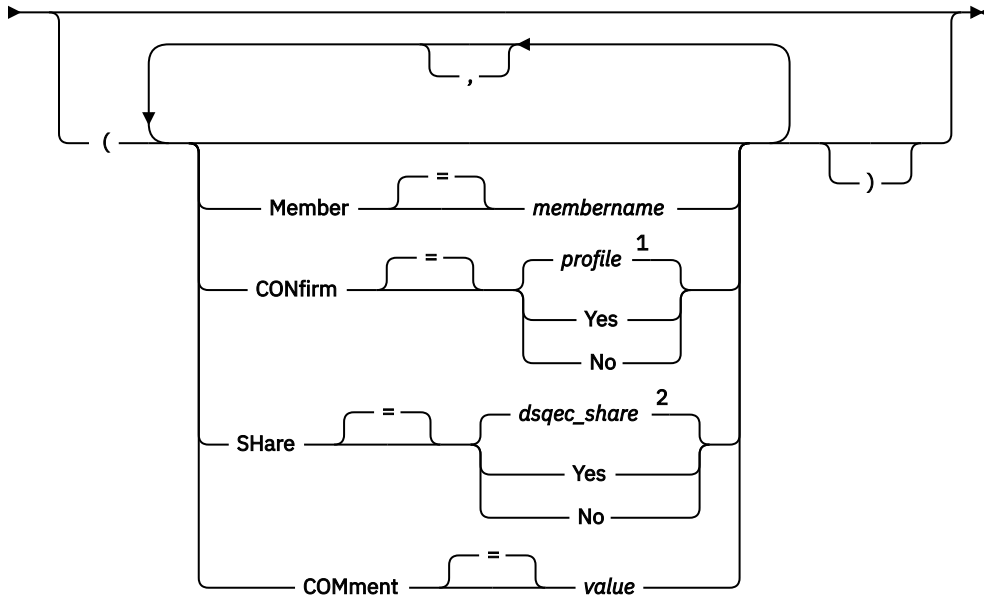 ,
(
)
=
Member membername
1
=
CONfirm profile
Yes
No
2
=
SHare dsqec_share
Yes
No
=
COMment value